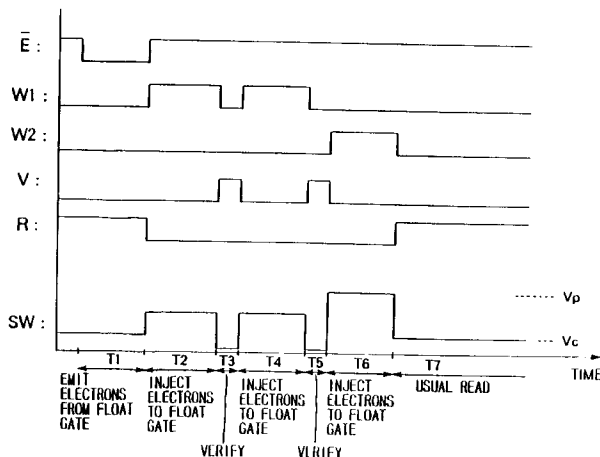 E :
W1 :
W2 :
V :
R :
Vp
SW :
Vc
T1 T2 T3 T4 T5 T6 T7
TIME
EMIT
ELECTRONS
FROM FLOAT
GATE
INJECT
ELECTRONS
TO FLOAT
GATE
INJECT
ELECTRONS
TO FLOAT
GATE
INJECT
ELECTRONS
TO FLOAT
GATE
USUAL READ
VERIFY
VERIFY